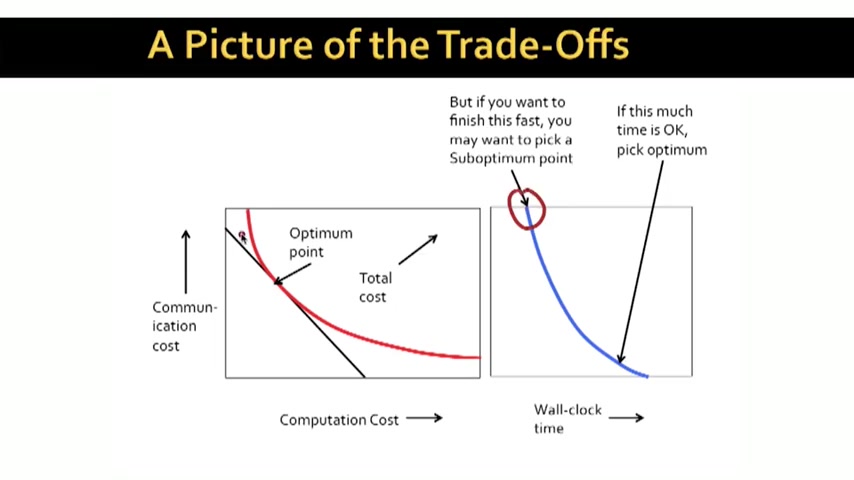 A Picture of the Trade-Offs
But if you want to
finish this fast, you
may want to pick a
Suboptimum point
If this much
time is OK,
pick optimum
Optimum
point
Total
cost
Commun-
ication
cost
Computation Cost
Wall-clock
time